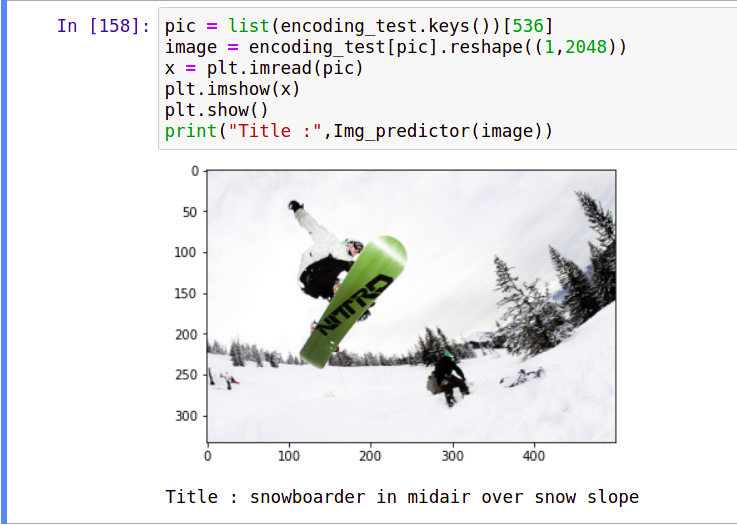 In [158]: pic = list(encoding_test.keys())[536]
image = encoding_test[pic].reshape((1,2048))
x = plt.imread(pic)
plt.imshow(x)
plt.show()
print("Title :",Img_predictor(image))
0
50
100
150
200
250
300
NITRO
0 100 200 300 400
Title : snowboarder in midair over snow slope